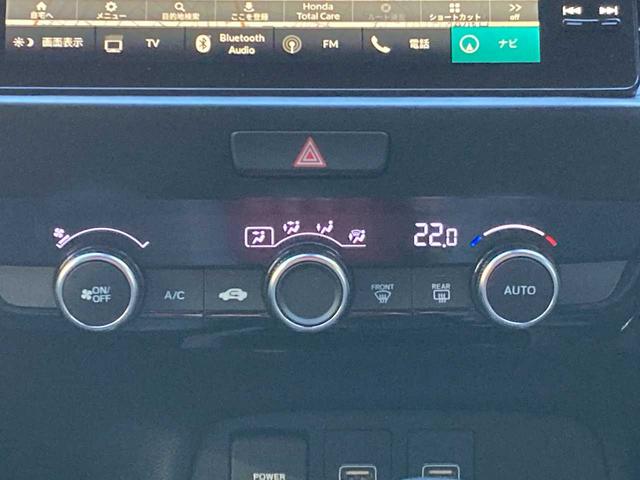 自宅へ
メニュー
目的地検索
ここを登録
Honda
Total Care
ショートカット
off
画面表示
TV
Bluetooth
Audio
FM
電話
ナビ
22.0
ON/
OFF
A/C
FRONT
REAR
AUTO
POWER